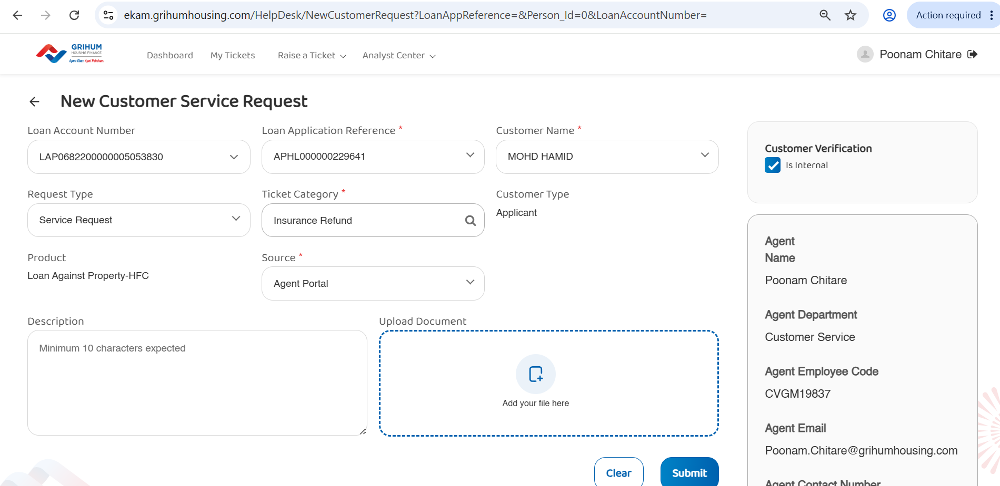 ekam.grihumhousing.com/HelpDesk/NewCustomerRequest?LoanAppReference=&Person_Id=0&LoanAccountNumber=
Action required
GRIHUM
HOUSING FINANCE
Apna Ghar. Apni Pehchan.
Dashboard
My Tickets
Raise a Ticket
Analyst Center
Poonam Chitare
New Customer Service Request
Loan Account Number
Loan Application Reference *
Customer Name *
LAP0682200000005053830
APHL000000229641
MOHD HAMID
Request Type
Ticket Category *
Customer Type
Service Request
Insurance Refund
Applicant
Product
Source *
Loan Against Property-HFC
Agent Portal
Description
Upload Document
Minimum 10 characters expected
Add your file here
Clear
Submit
Customer Verification
Is Internal
Agent
Name
Poonam Chitare
Agent Department
Customer Service
Agent Employee Code
CVGM19837
Agent Email
Poonam.Chitare@grihumhousing.com
Agent Contact Number